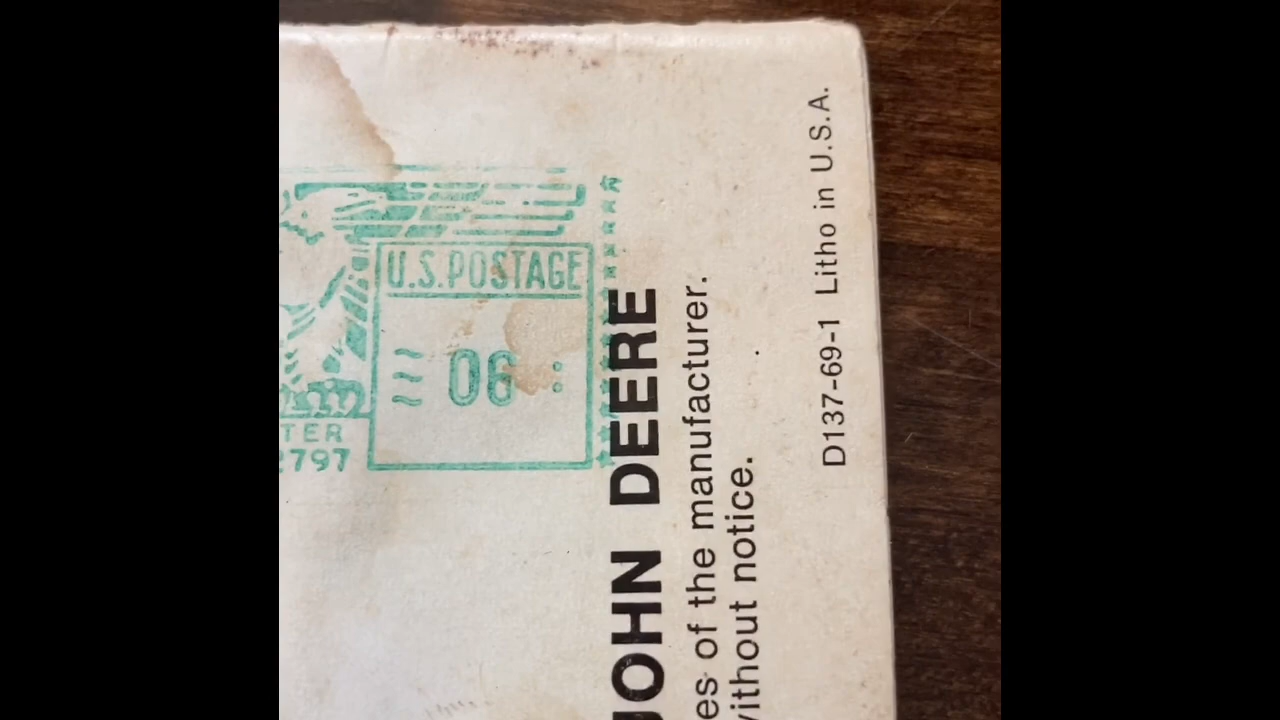 U.S.POSTAGE
06
TER
2797
JOHN DEERE
es of the manufacturer.
without notice.
D137-69-1 Litho in U.S.A.